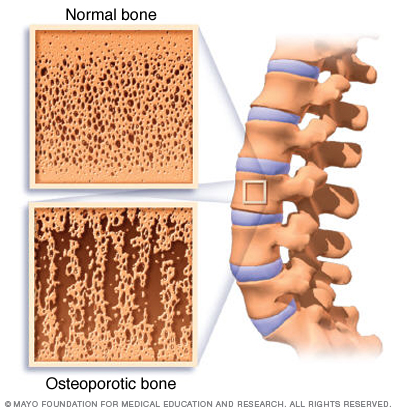 Normal bone
Osteoporotic bone
© MAYO FOUNDATION FOR MEDICAL EDUCATION AND RESEARCH. ALL RIGHTS RESERVED.